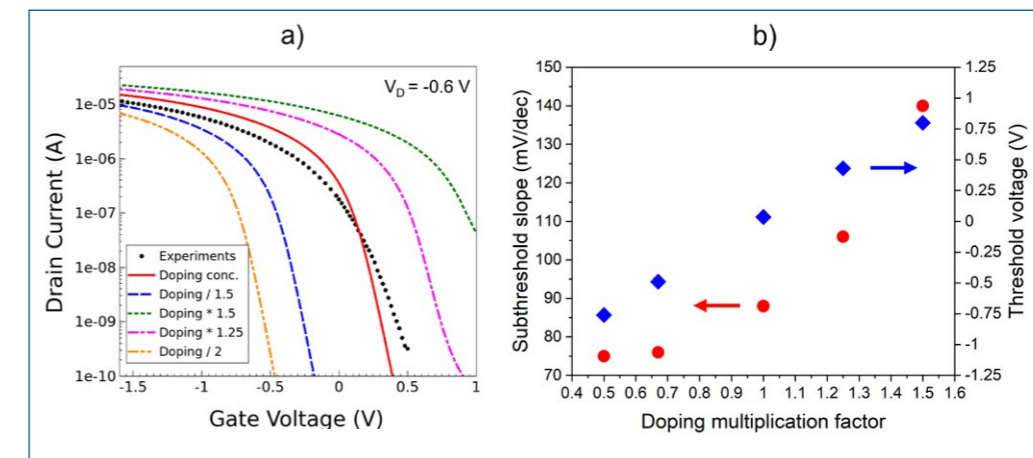 a)
V_D = -0.6 V
Drain Current (A)
1e-05
1e-06
1e-07
1e-08
1e-09
1e-10
Experiments
Doping conc.
Doping / 1.5
Doping * 1.5
Doping * 1.25
Doping / 2
-1.5 -1 -0.5 0 0.5 1
Gate Voltage (V)
b)
Subthreshold slope (mV/dec)
150
140
130
120
110
100
90
80
70
1.25
1
0.75
0.5
0.25
0
-0.25
-0.5
-0.75
-1
-1.25
Threshold voltage (V)
0.4 0.5 0.6 0.7 0.8 0.9 1.0 1.1 1.2 1.3 1.4 1.5 1.6
Doping multiplication factor